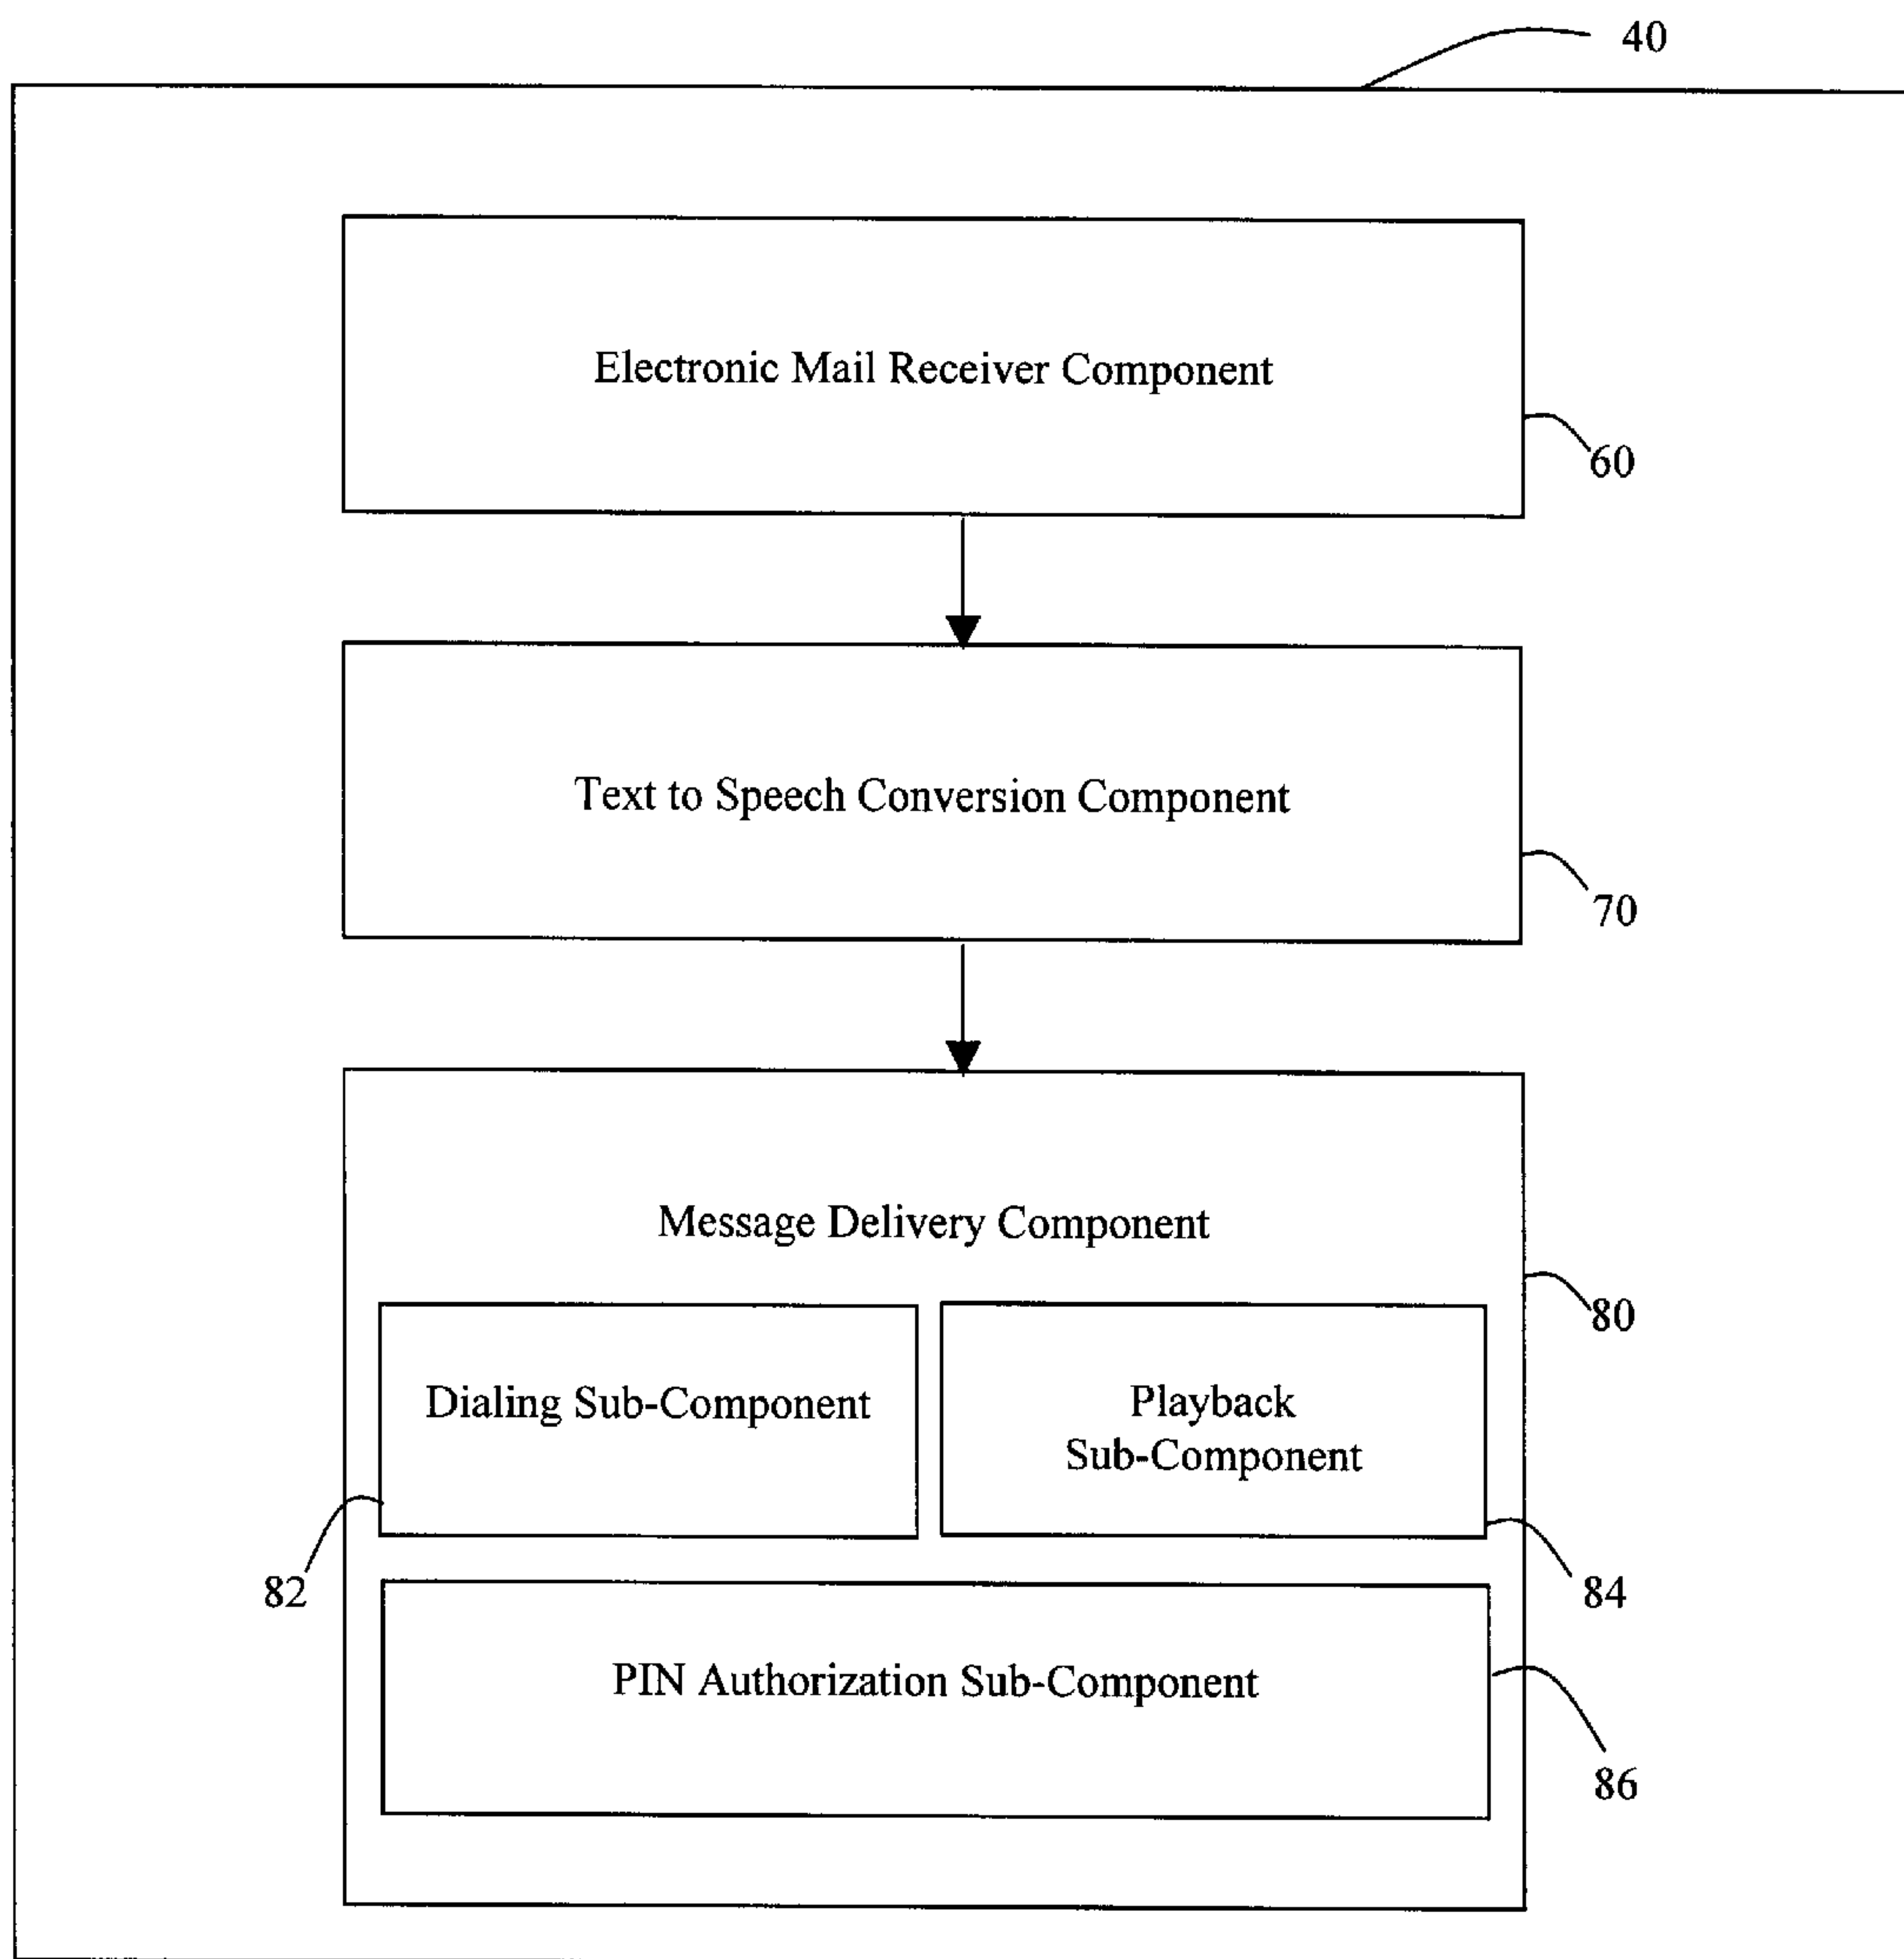 40
Electronic Mail Receiver Component
60
Text to Speech Conversion Component
70
Message Delivery Component
80
Dialing Sub-Component
Playback
Sub-Component
82
84
PIN Authorization Sub-Component
86